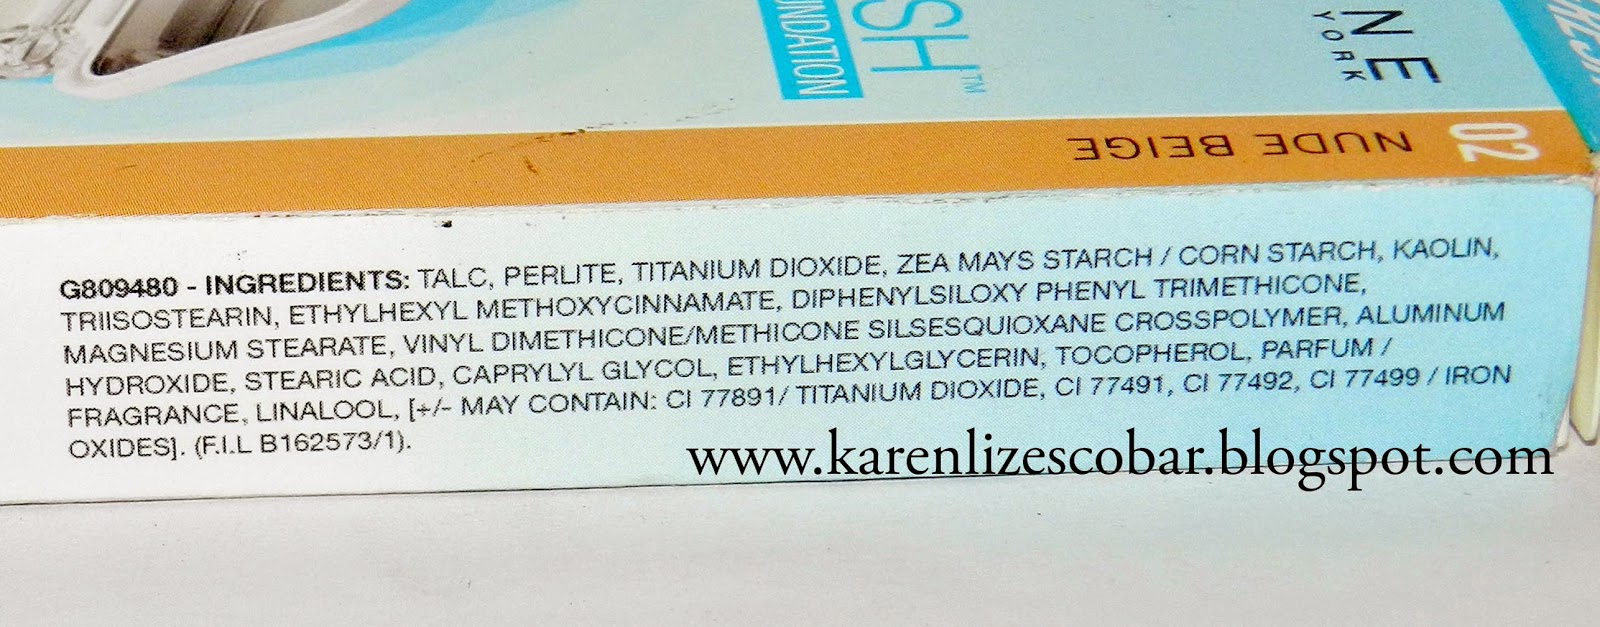 UNDATION
SH™
NE
YORK
02 NUDE BEIGE
G809480 - INGREDIENTS: TALC, PERLITE, TITANIUM DIOXIDE, ZEA MAYS STARCH / CORN STARCH, KAOLIN,
TRIISOSTEARIN, ETHYLHEXYL METHOXYCINNAMATE, DIPHENYLSILOXY PHENYL TRIMETHICONE,
MAGNESIUM STEARATE, VINYL DIMETHICONE/METHICONE SILSESQUIOXANE CROSSPOLYMER, ALUMINUM
HYDROXIDE, STEARIC ACID, CAPRYLYL GLYCOL, ETHYLHEXYLGLYCERIN, TOCOPHEROL, PARFUM /
FRAGRANCE, LINALOOL, [+/- MAY CONTAIN: CI 77891/ TITANIUM DIOXIDE, CI 77491, CI 77492, CI 77499 / IRON
OXIDES]. (F.I.L B162573/1).
www.karenlizescobar.blogspot.com